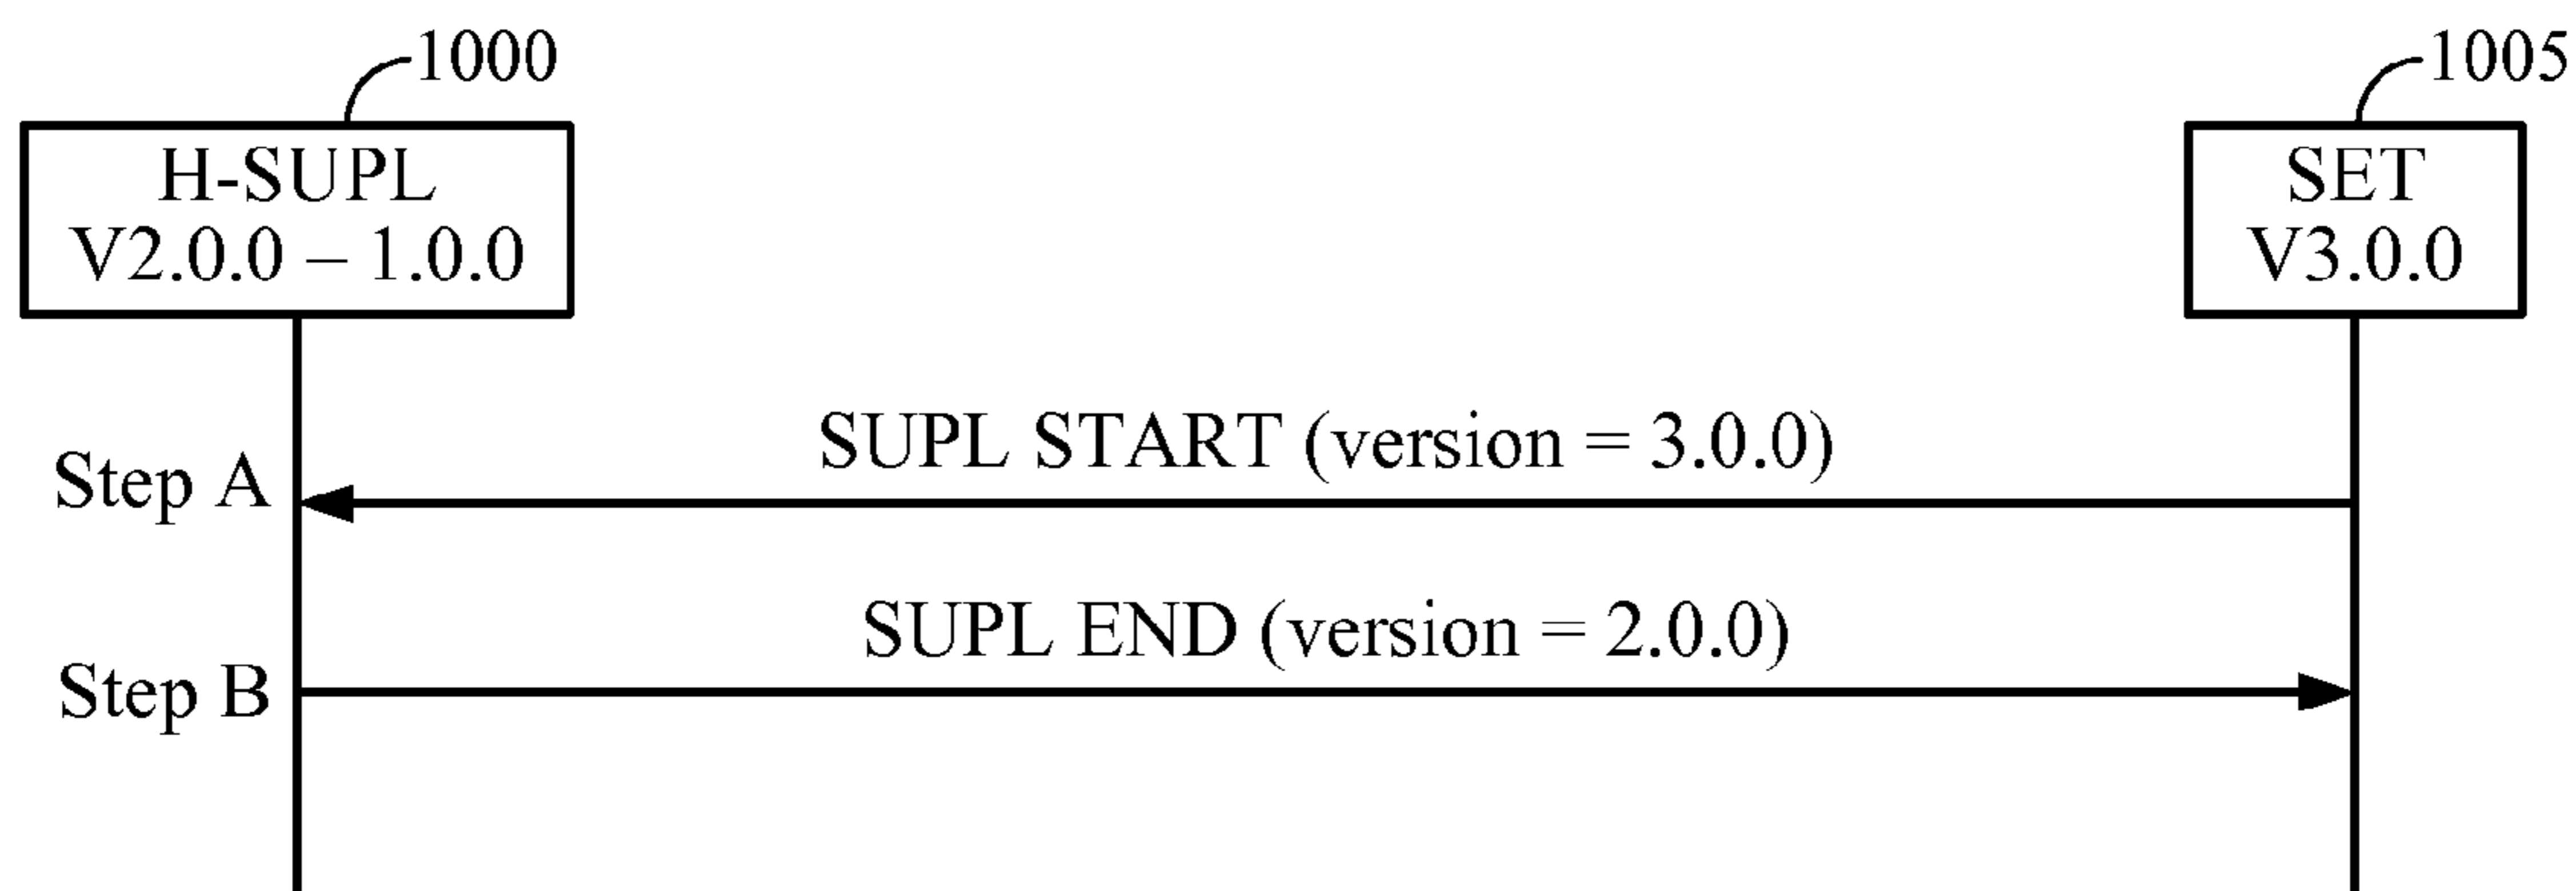 1000
1005
H-SUPL
V2.0.0 – 1.0.0
SET
V3.0.0
SUPL START (version = 3.0.0)
Step A
SUPL END (version = 2.0.0)
Step B